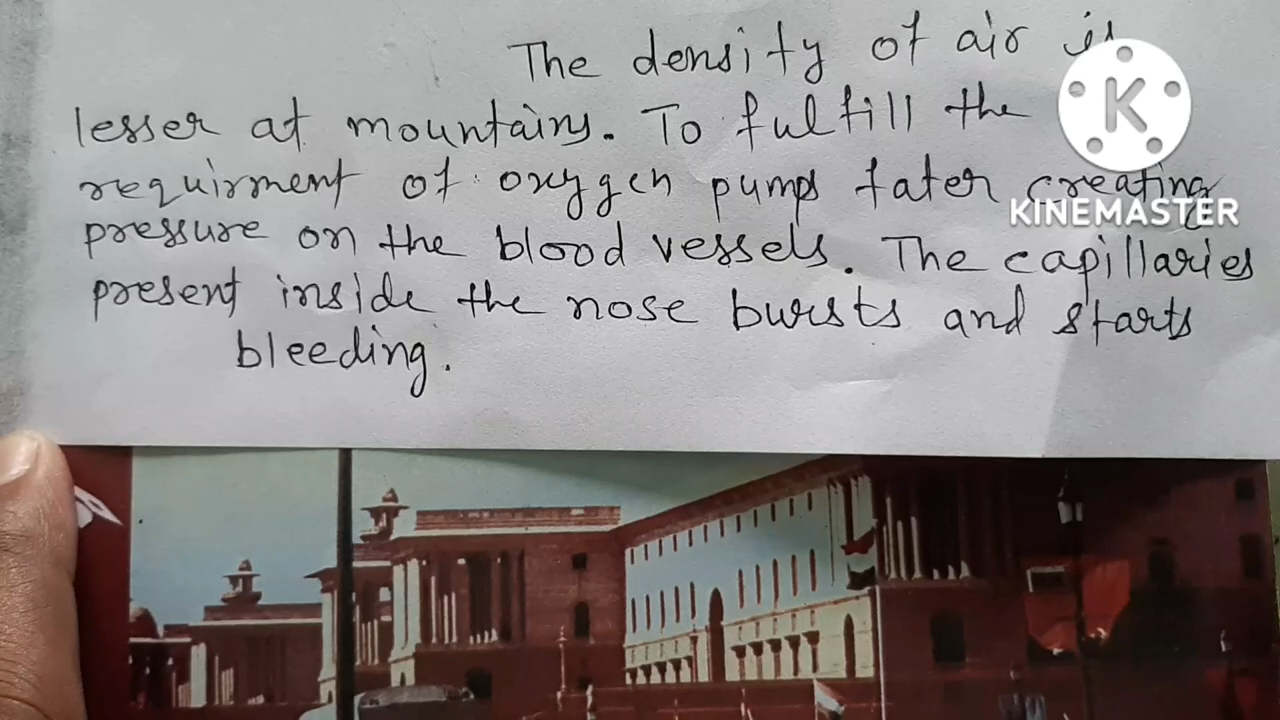 The density of air is
lesser at mountains. To fulfill the
requirment of oxygen pumps fater creating
pressure on the blood vessels. The capillaries
present inside the nose bursts and starts
bleeding.
K
KINEMASTER